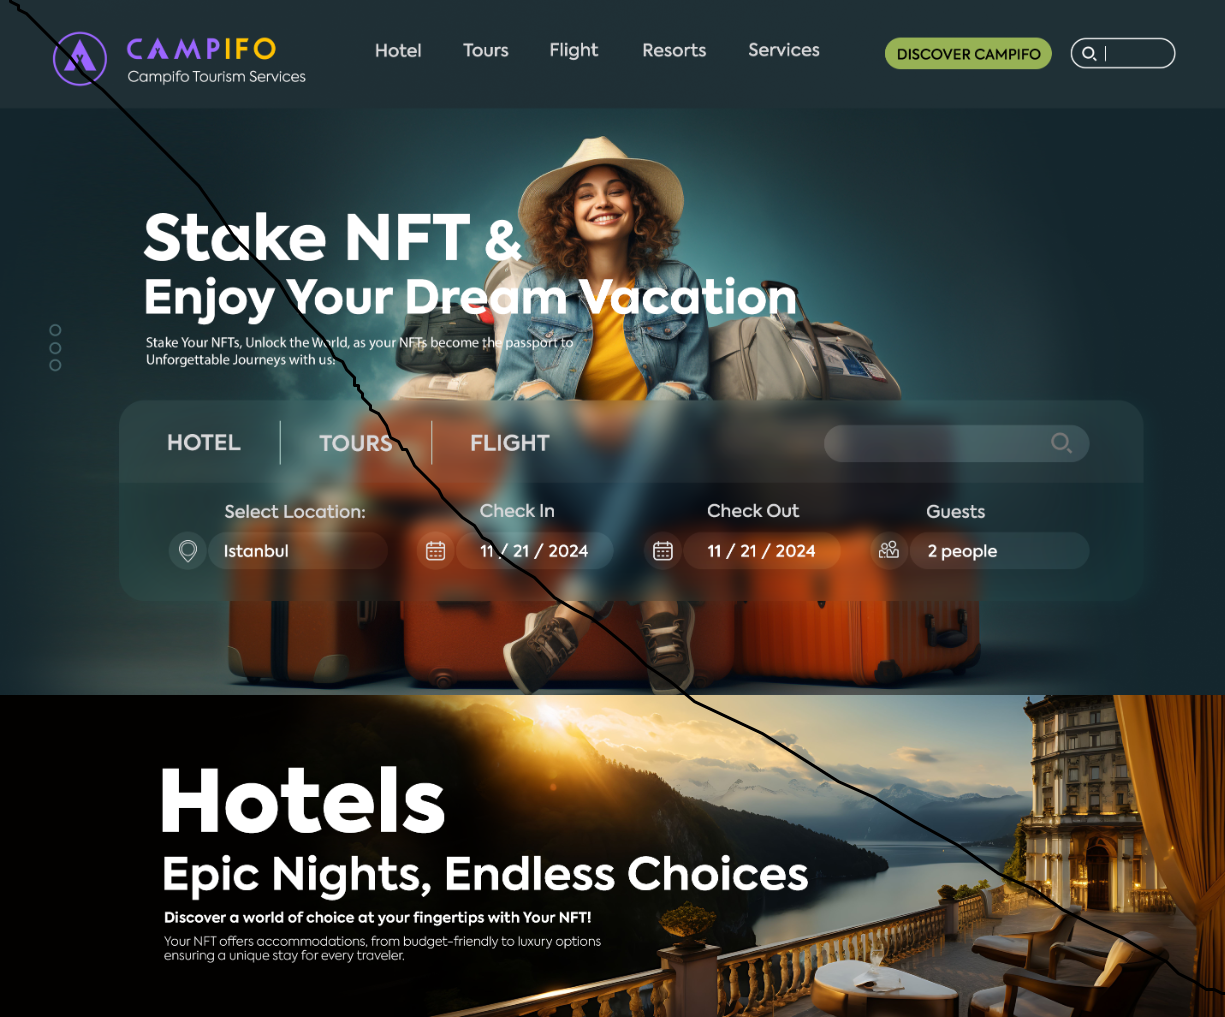 CAMPIFO
Campifo Tourism Services
Hotel
Tours
Flight
Resorts
Services
DISCOVER CAMPIFO
Stake NFT &
Enjoy Your Dream Vacation
Stake Your NFTs, Unlock the World, as your NFTs become the passport to
Unforgettable Journeys with us!
HOTEL
TOURS
FLIGHT
Select Location:
Check In
Check Out
Guests
Istanbul
11 / 21 / 2024
11 / 21 / 2024
2 people
Hotels
Epic Nights, Endless Choices
Discover a world of choice at your fingertips with Your NFT!
Your NFT offers accommodations, from budget-friendly to luxury options
ensuring a unique stay for every traveler.